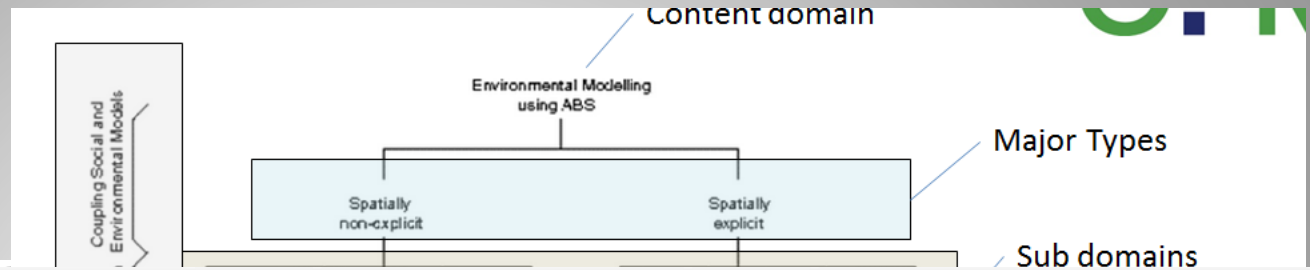 Content domain
Environmental Modelling
using ABS
Coupling Social and
Environmental Models
Major Types
Spatially
non-explicit
Spatially
explicit
Sub domains